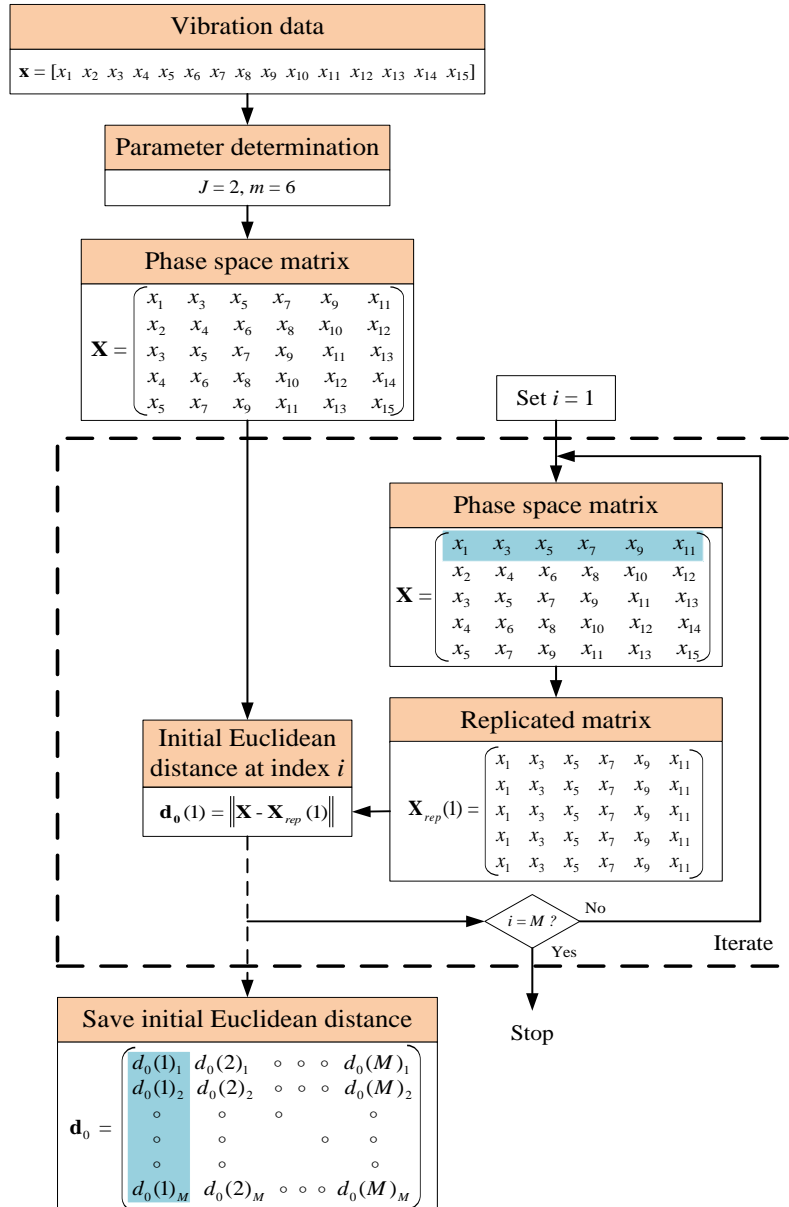 Vibration data
x = [x₁ x₂ x₃ x₄ x₅ x₆ x₇ x₈ x₉ x₁₀ x₁₁ x₁₂ x₁₃ x₁₄ x₁₅]
Parameter determination
J = 2, m = 6
Phase space matrix
X =
x₁ x₃ x₅ x₇ x₉ x₁₁
x₂ x₄ x₆ x₈ x₁₀ x₁₂
x₃ x₅ x₇ x₉ x₁₁ x₁₃
x₄ x₆ x₈ x₁₀ x₁₂ x₁₄
x₅ x₇ x₉ x₁₁ x₁₃ x₁₅
Set i = 1
Phase space matrix
X =
x₁ x₃ x₅ x₇ x₉ x₁₁
x₂ x₄ x₆ x₈ x₁₀ x₁₂
x₃ x₅ x₇ x₉ x₁₁ x₁₃
x₄ x₆ x₈ x₁₀ x₁₂ x₁₄
x₅ x₇ x₉ x₁₁ x₁₃ x₁₅
Replicated matrix
X_rep(1) =
x₁ x₃ x₅ x₇ x₉ x₁₁
x₁ x₃ x₅ x₇ x₉ x₁₁
x₁ x₃ x₅ x₇ x₉ x₁₁
x₁ x₃ x₅ x₇ x₉ x₁₁
x₁ x₃ x₅ x₇ x₉ x₁₁
Initial Euclidean
distance at index i
d₀(1) = ‖X - X_rep(1)‖
i = M ?
No
Yes
Iterate
Stop
Save initial Euclidean distance
d₀ =
d₀(1)₁ d₀(2)₁ ∘ ∘ ∘ d₀(M)₁
d₀(1)₂ d₀(2)₂ ∘ ∘ ∘ d₀(M)₂
∘ ∘ ∘ ∘
∘ ∘ ∘ ∘
∘ ∘ ∘
d₀(1)_M d₀(2)_M ∘ ∘ ∘ d₀(M)_M